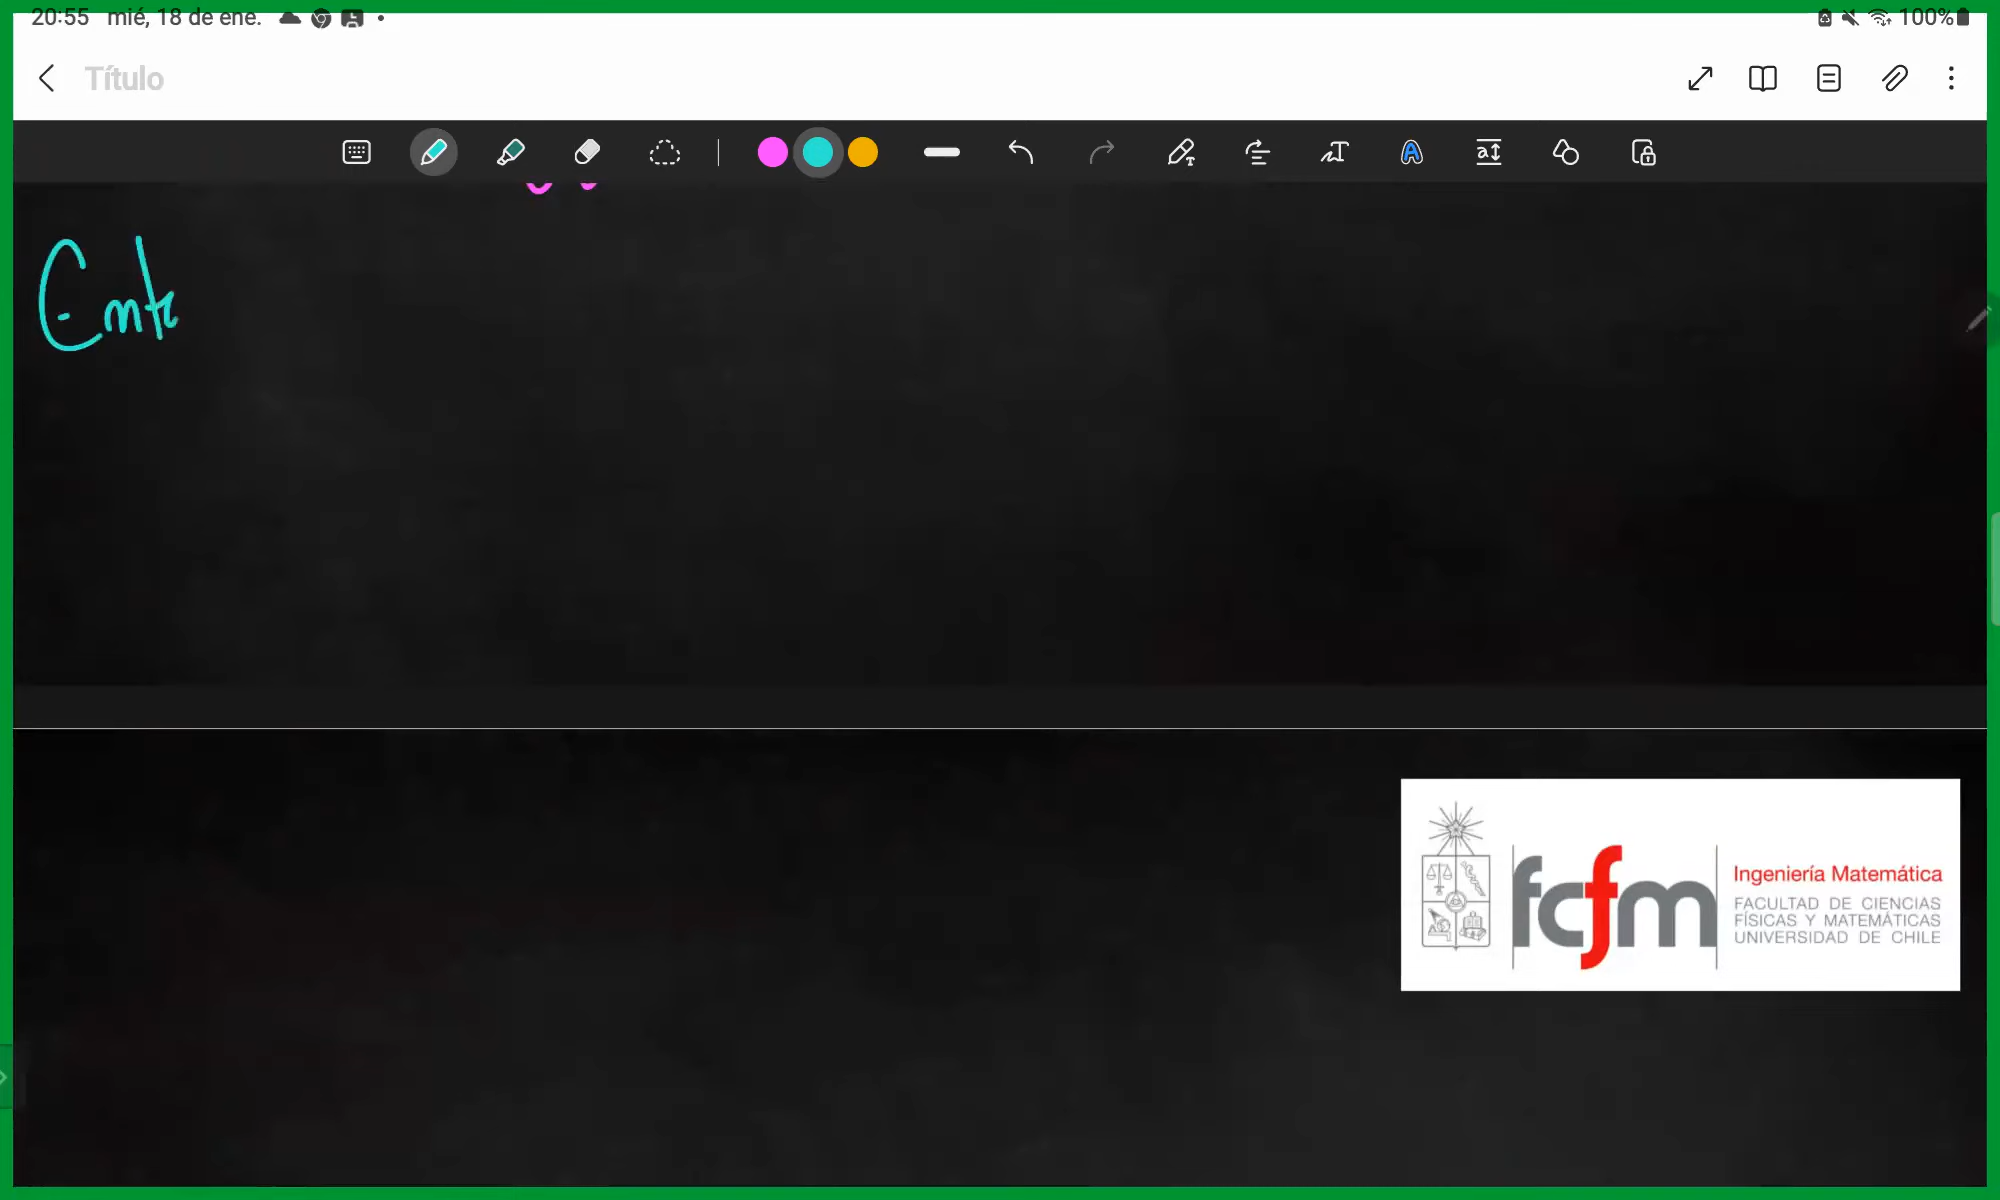 20:55 mié, 18 de ene. 100%
Título
Ent
fcfm
Ingeniería Matemática
FACULTAD DE CIENCIAS
FÍSICAS Y MATEMÁTICAS
UNIVERSIDAD DE CHILE